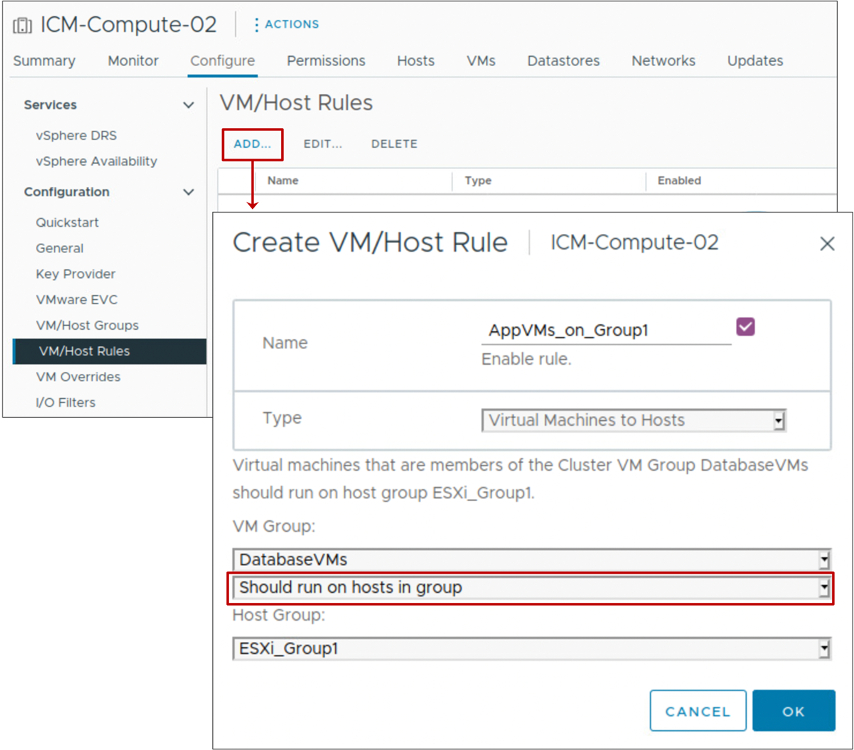 ICM-Compute-02
ACTIONS
Summary Monitor Configure Permissions Hosts VMs Datastores Networks Updates
Services
vSphere DRS
vSphere Availability
Configuration
Quickstart
General
Key Provider
VMware EVC
VM/Host Groups
VM/Host Rules
VM Overrides
I/O Filters
VM/Host Rules
ADD... EDIT... DELETE
Name Type Enabled
Create VM/Host Rule ICM-Compute-02
Name AppVMs_on_Group1
Enable rule.
Type Virtual Machines to Hosts
Virtual machines that are members of the Cluster VM Group DatabaseVMs
should run on host group ESXi_Group1.
VM Group:
DatabaseVMs
Should run on hosts in group
Host Group:
ESXi_Group1
CANCEL OK